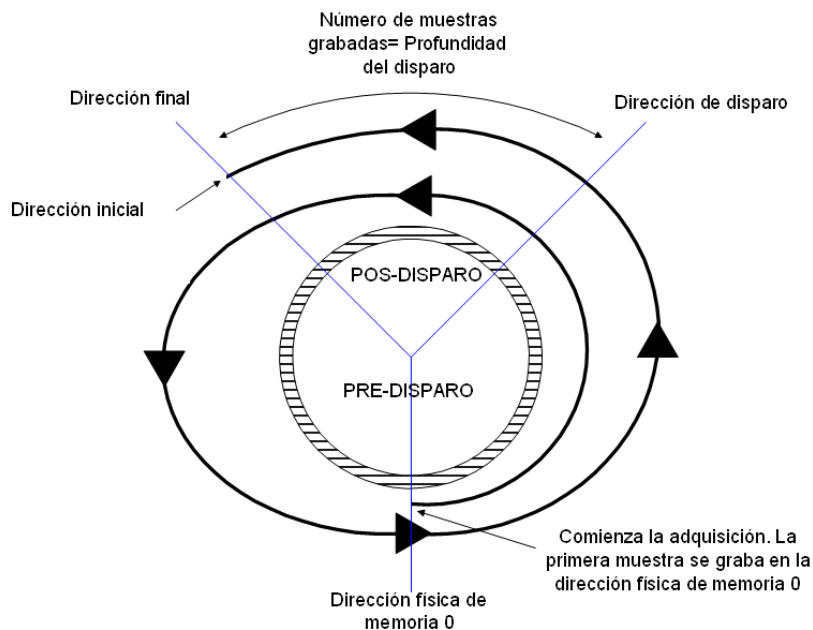 Número de muestras
grabadas= Profundidad
del disparo
Dirección final
Dirección de disparo
Dirección inicial
POS-DISPARO
PRE-DISPARO
Comienza la adquisición. La
primera muestra se graba en la
dirección física de memoria 0
Dirección física de
memoria 0